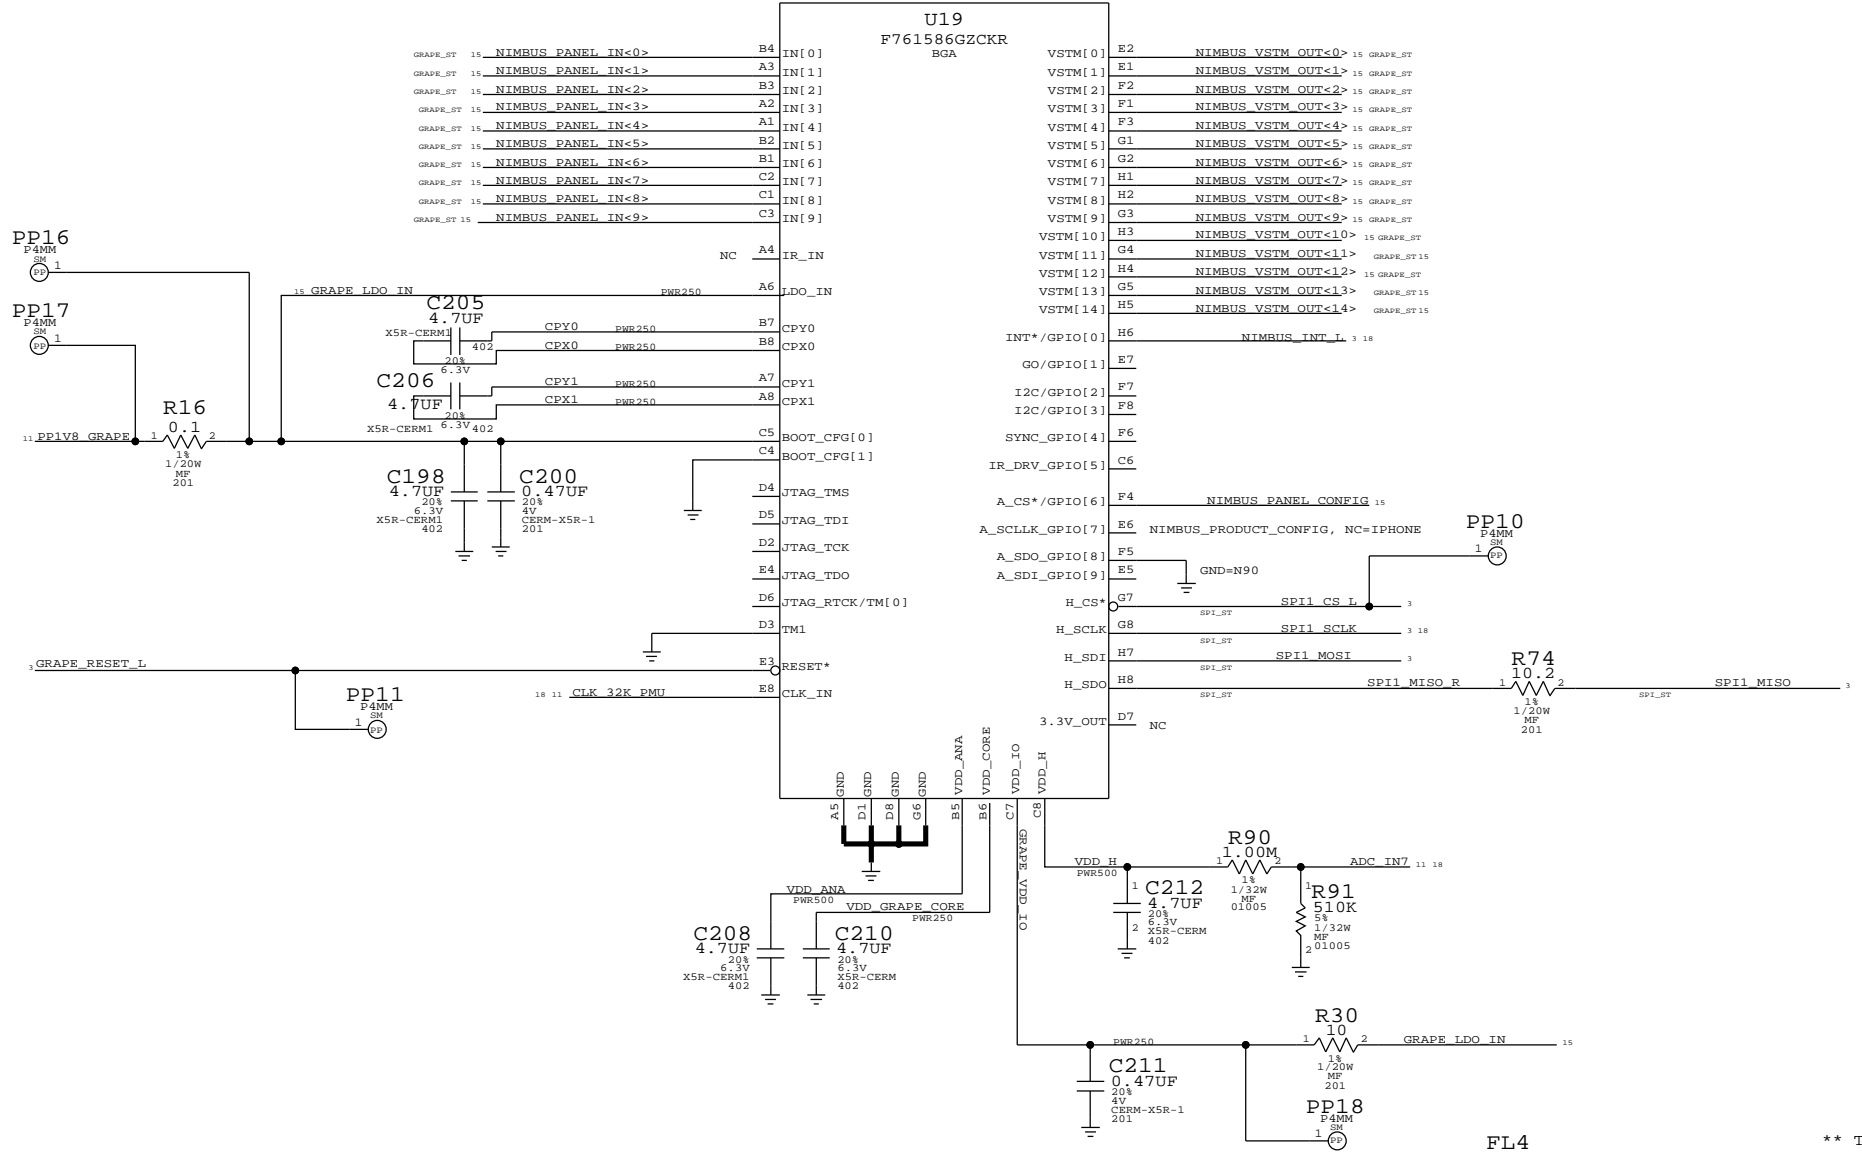 U19
F761586GZCKR
BGA
GRAPE_ST 15 NIMBUS_PANEL_IN<0> B4 IN[0]
GRAPE_ST 15 NIMBUS_PANEL_IN<1> A3 IN[1]
GRAPE_ST 15 NIMBUS_PANEL_IN<2> B3 IN[2]
GRAPE_ST 15 NIMBUS_PANEL_IN<3> A2 IN[3]
GRAPE_ST 15 NIMBUS_PANEL_IN<4> A1 IN[4]
GRAPE_ST 15 NIMBUS_PANEL_IN<5> B2 IN[5]
GRAPE_ST 15 NIMBUS_PANEL_IN<6> B1 IN[6]
GRAPE_ST 15 NIMBUS_PANEL_IN<7> C2 IN[7]
GRAPE_ST 15 NIMBUS_PANEL_IN<8> C1 IN[8]
GRAPE_ST 15 NIMBUS_PANEL_IN<9> C3 IN[9]
NC A4 IR_IN
15 GRAPE_LDO_IN PWR250 A6 LDO_IN
CPY0 PWR250 B7 CPY0
CPX0 PWR250 B8 CPX0
CPY1 PWR250 A7 CPY1
CPX1 PWR250 A8 CPX1
C5 BOOT_CFG[0]
C4 BOOT_CFG[1]
D4 JTAG_TMS
D5 JTAG_TDI
D2 JTAG_TCK
E4 JTAG_TDO
D6 JTAG_RTCK/TM[0]
D3 TM1
3 GRAPE_RESET_L E3 RESET*
18 11 CLK_32K_PMU E8 CLK_IN
PP16
P4MM
SM
PP 1
PP17
P4MM
SM
PP 1
11 PP1V8_GRAPE 1
R16
0.1
2
1%
1/20W
MF
201
C205
4.7UF
X5R-CERM1
402
20%
6.3V
C206
4.7UF
20%
6.3V
X5R-CERM1 402
C198
4.7UF
20%
6.3V
X5R-CERM1
402
C200
0.47UF
20%
4V
CERM-X5R-1
201
PP11
P4MM
SM
1 PP
VSTM[0] E2 NIMBUS_VSTM_OUT<0> 15 GRAPE_ST
VSTM[1] E1 NIMBUS_VSTM_OUT<1> 15 GRAPE_ST
VSTM[2] F2 NIMBUS_VSTM_OUT<2> 15 GRAPE_ST
VSTM[3] F1 NIMBUS_VSTM_OUT<3> 15 GRAPE_ST
VSTM[4] F3 NIMBUS_VSTM_OUT<4> 15 GRAPE_ST
VSTM[5] G1 NIMBUS_VSTM_OUT<5> 15 GRAPE_ST
VSTM[6] G2 NIMBUS_VSTM_OUT<6> 15 GRAPE_ST
VSTM[7] H1 NIMBUS_VSTM_OUT<7> 15 GRAPE_ST
VSTM[8] H2 NIMBUS_VSTM_OUT<8> 15 GRAPE_ST
VSTM[9] G3 NIMBUS_VSTM_OUT<9> 15 GRAPE_ST
VSTM[10] H3 NIMBUS_VSTM_OUT<10> 15 GRAPE_ST
VSTM[11] G4 NIMBUS_VSTM_OUT<11> GRAPE_ST 15
VSTM[12] H4 NIMBUS_VSTM_OUT<12> 15 GRAPE_ST
VSTM[13] G5 NIMBUS_VSTM_OUT<13> GRAPE_ST 15
VSTM[14] H5 NIMBUS_VSTM_OUT<14> GRAPE_ST 15
INT*/GPIO[0] H6 NIMBUS_INT_L 3 18
GO/GPIO[1] E7
I2C/GPIO[2] F7
I2C/GPIO[3] F8
SYNC_GPIO[4] F6
IR_DRV_GPIO[5] C6
A_CS*/GPIO[6] F4 NIMBUS_PANEL_CONFIG 15
A_SCLLK_GPIO[7] E6 NIMBUS_PRODUCT_CONFIG, NC=IPHONE
A_SDO_GPIO[8] F5
GND=N90
A_SDI_GPIO[9] E5
H_CS* G7 SPI_ST SPI1_CS_L 3
H_SCLK G8 SPI_ST SPI1_SCLK 3 18
H_SDI H7 SPI_ST SPI1_MOSI 3
H_SDO H8 SPI_ST SPI1_MISO_R 1
3.3V_OUT D7 NC
PP10
P4MM
SM
1 PP
R74
10.2
2
1%
1/20W
MF
201
SPI_ST SPI1_MISO 3
GND A5
GND D1
GND D8
GND G6
VDD_ANA B5
VDD_CORE B6
VDD_IO C7
VDD_H C8
GRAPE_VDD_IO
VDD_ANA
PWR500
VDD_GRAPE_CORE
PWR250
C208
4.7UF
20%
6.3V
X5R-CERM1
402
C210
4.7UF
20%
6.3V
X5R-CERM
402
VDD_H
PWR500
1 C212
4.7UF
20%
6.3V
2 X5R-CERM
402
R90
1 1.00M 2
1%
1/32W
MF
01005
ADC_IN7 11 18
1 R91
510K
5%
1/32W
MF
2 01005
PWR250
C211
0.47UF
20%
4V
CERM-X5R-1
201
R30
10
1 2
1%
1/20W
MF
201
GRAPE_LDO_IN 15
PP18
P4MM
SM
1 PP
FL4
** T